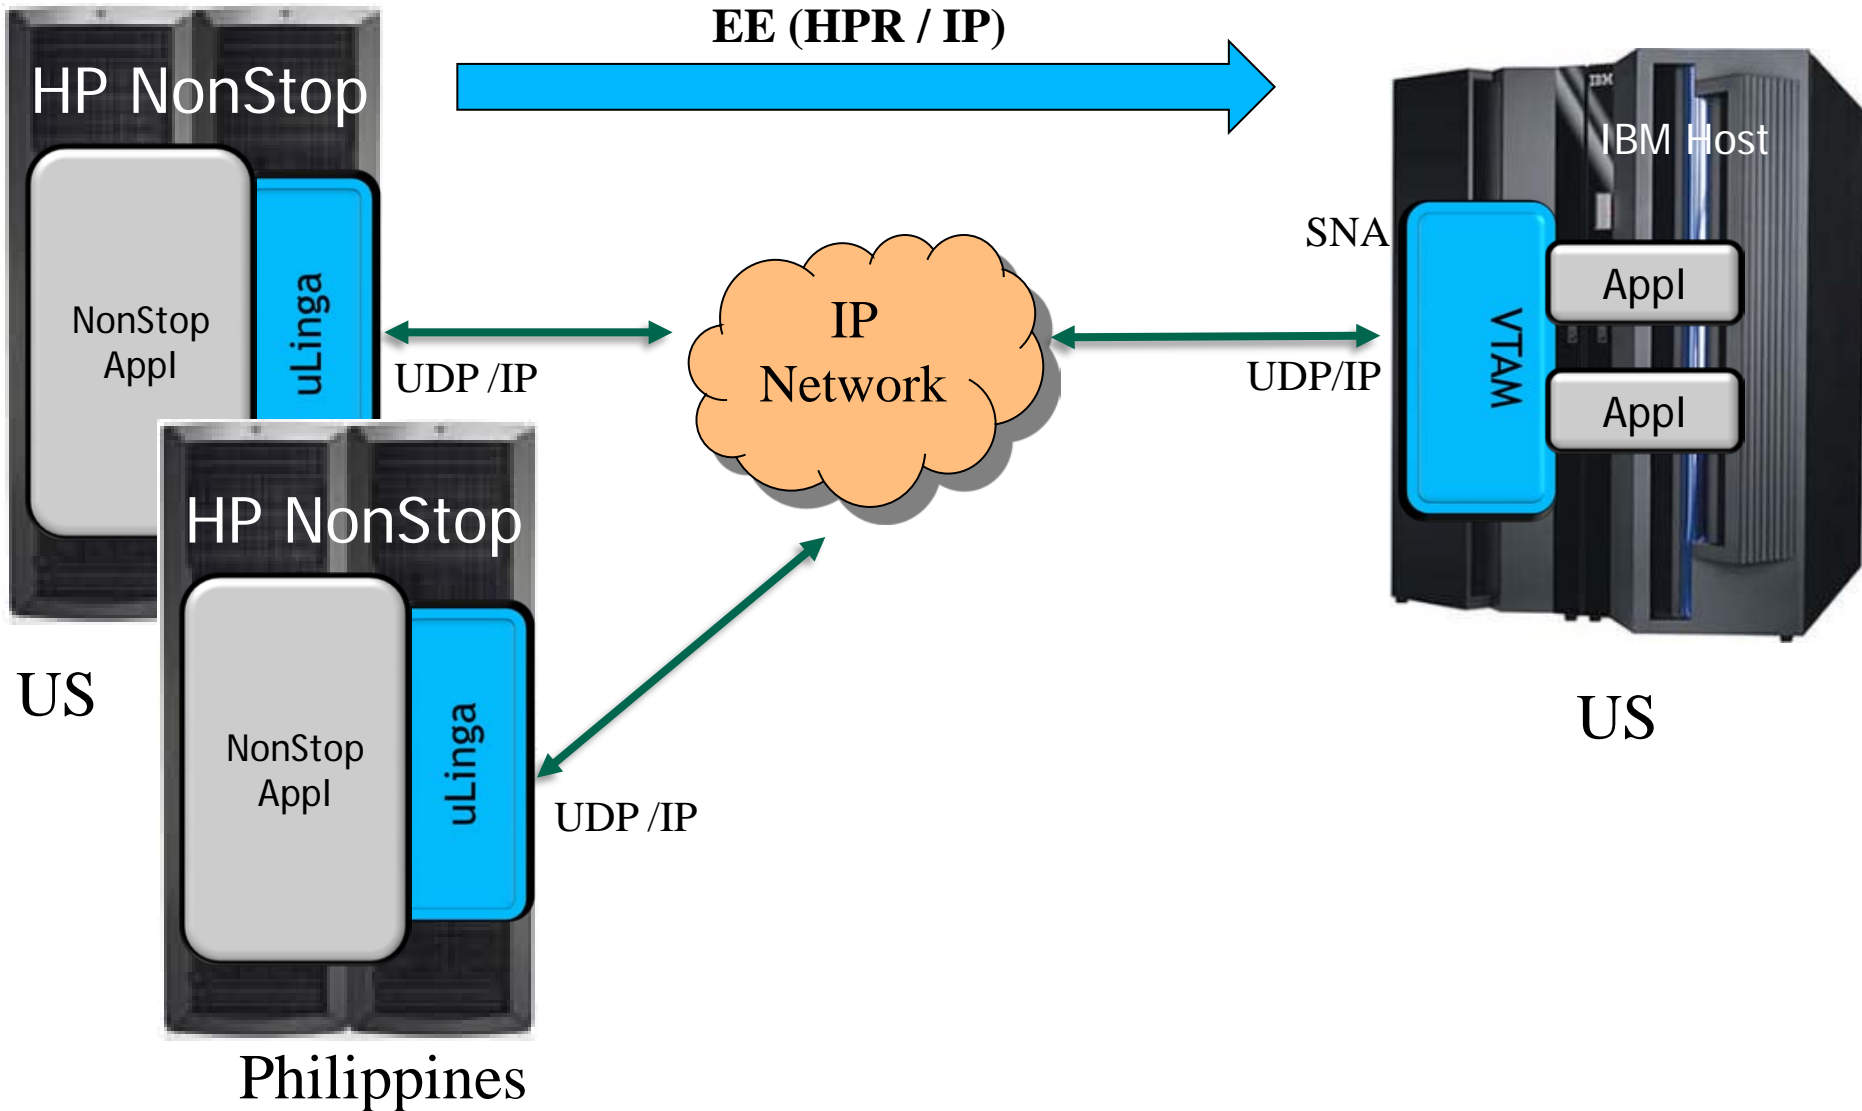 EE (HPR / IP)
HP NonStop
IBM
IBM Host
NonStop
Appl
uLinga
UDP /IP
IP
Network
SNA
UDP/IP
VTAM
Appl
Appl
HP NonStop
NonStop
Appl
uLinga
UDP /IP
US
US
Philippines